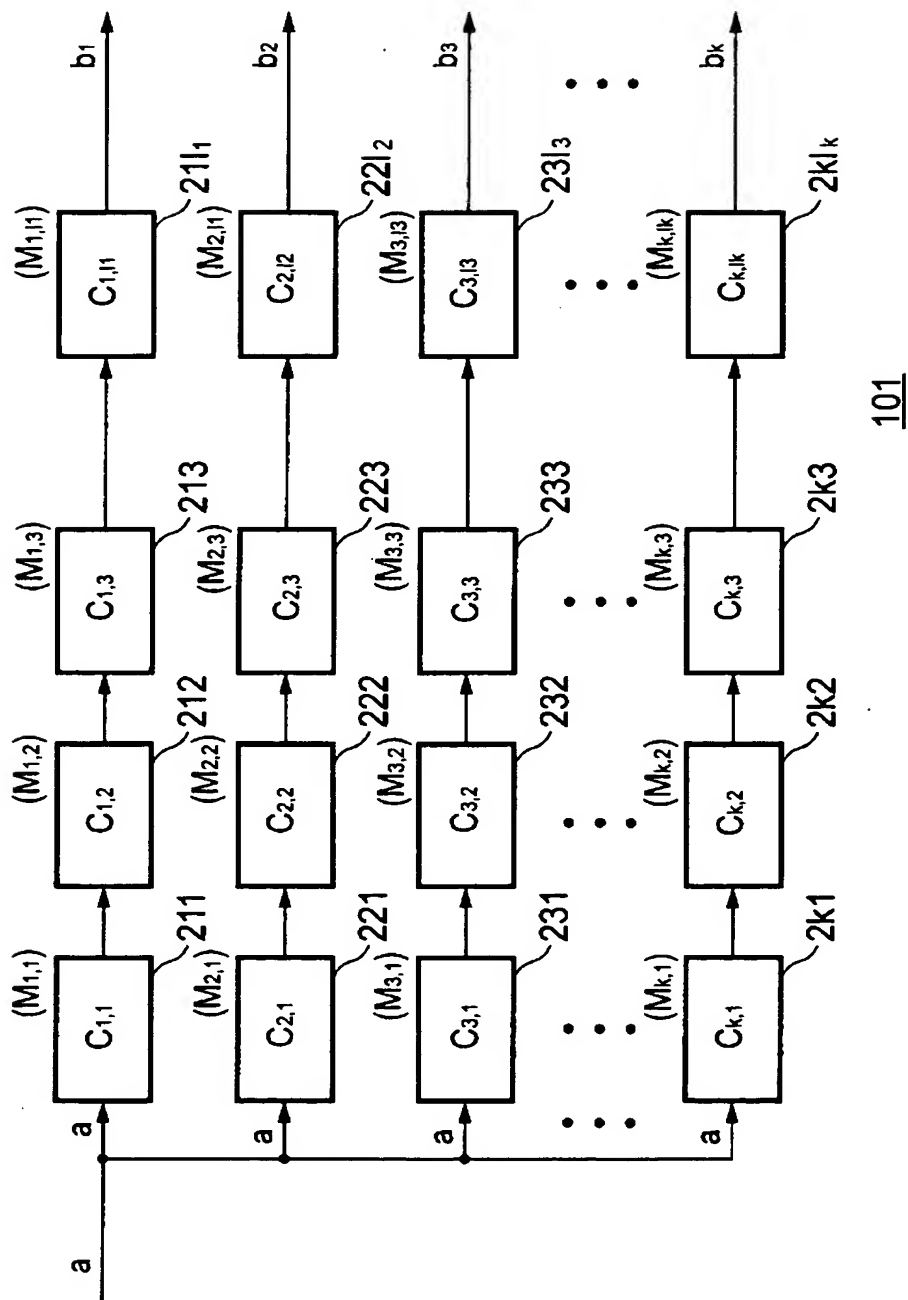 a
a
(M1,1)
C1,1
211
(M1,2)
C1,2
212
(M1,3)
C1,3
213
(M1,l1)
C1,l1
21l1
b1
a
(M2,1)
C2,1
221
(M2,2)
C2,2
222
(M2,3)
C2,3
223
(M2,l1)
C2,l2
22l2
b2
a
(M3,1)
C3,1
231
(M3,2)
C3,2
232
(M3,3)
C3,3
233
(M3,l3)
C3,l3
23l3
b3
a
(Mk,1)
Ck,1
2k1
(Mk,2)
Ck,2
2k2
(Mk,3)
Ck,3
2k3
(Mk,lk)
Ck,lk
2klk
bk
101